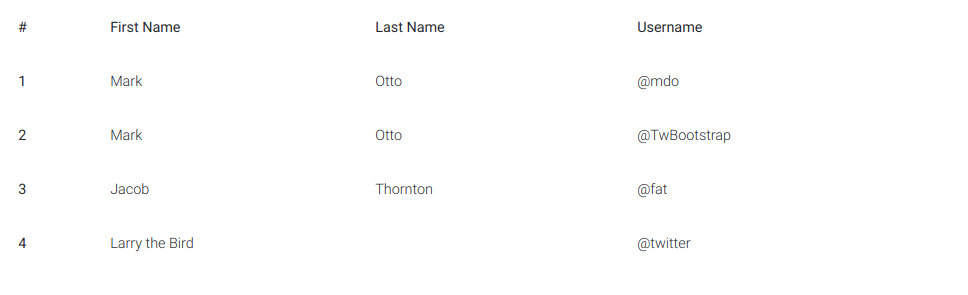 # First Name Last Name Username
1 Mark Otto @mdo
2 Mark Otto @TwBootstrap
3 Jacob Thornton @fat
4 Larry the Bird @twitter